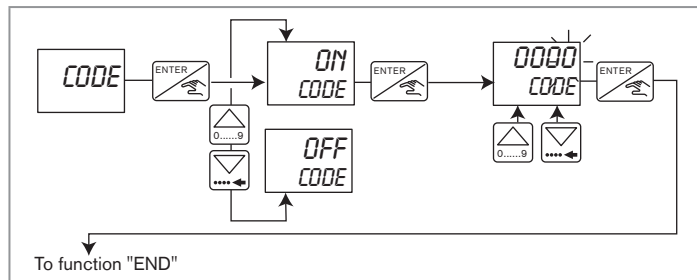 CODE
ENTER
ON
CODE
ENTER
0000
CODE
ENTER
0......9
OFF
CODE
0......9
To function "END"